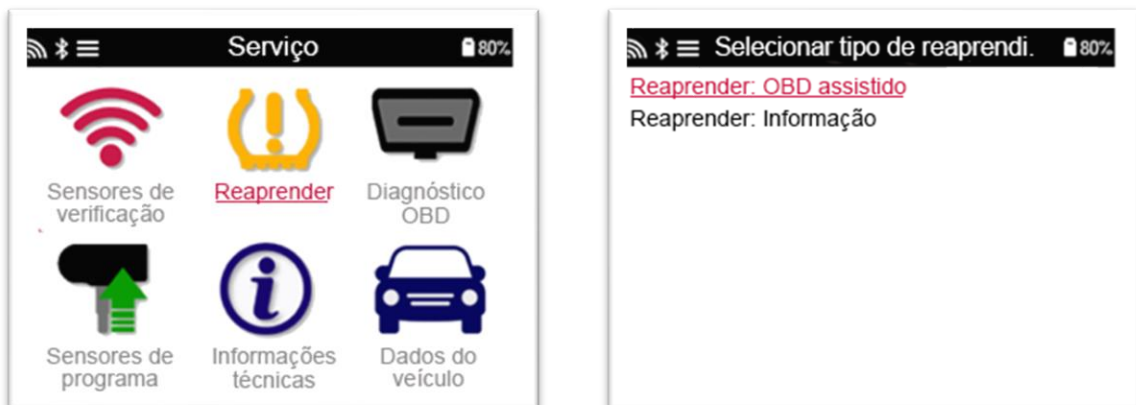 Serviço
80%
Sensores de
verificação
Reaprender
Diagnóstico
OBD
Sensores de
programa
Informações
técnicas
Dados do
veículo
Selecionar tipo de reaprendi.
80%
Reaprender: OBD assistido
Reaprender: Informação